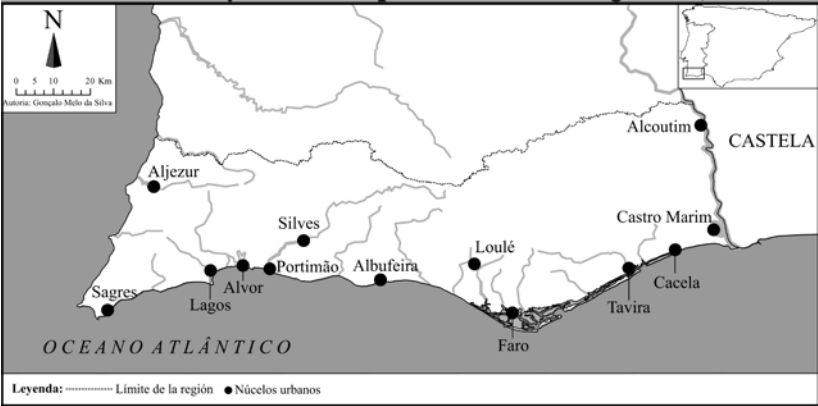 N
0 5 10 20 Km
Autoria: Gonçalo Melo da Silva
Alcoutim
CASTELA
Aljezur
Silves
Castro Marim
Loulé
Portimão
Albufeira
Alvor
Lagos
Sagres
Cacela
Tavira
Faro
OCEANO ATLÂNTICO
Leyenda: Límite de la región Núcelos urbanos